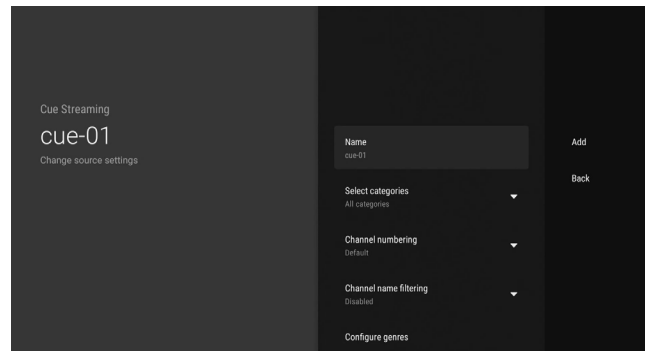 Cue Streaming
cue-01
Change source settings
Name
cue-01
Select categories
All categories
Channel numbering
Default
Channel name filtering
Disabled
Configure genres
Add
Back